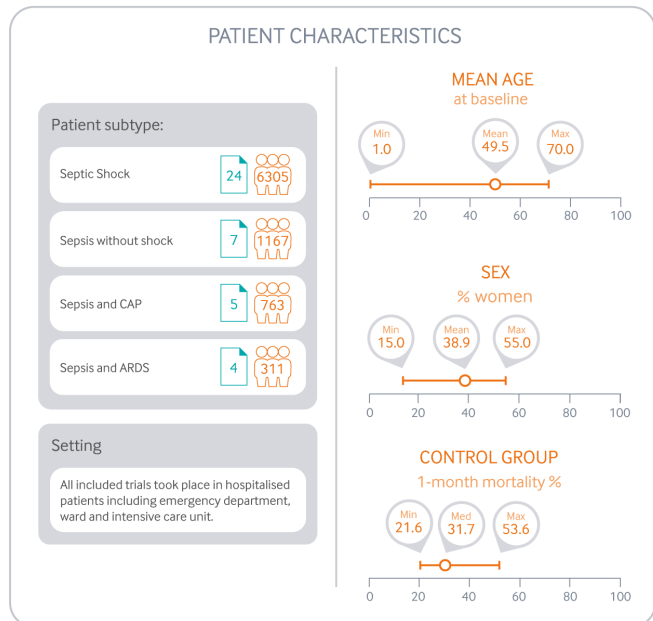 PATIENT CHARACTERISTICS
Patient subtype:
Septic Shock
24
6305
Sepsis without shock
7
1167
Sepsis and CAP
5
763
Sepsis and ARDS
4
311
Setting
All included trials took place in hospitalised
patients including emergency department,
ward and intensive care unit.
MEAN AGE
at baseline
Min
1.0
Mean
49.5
Max
70.0
0 20 40 60 80 100
SEX
% women
Min
15.0
Mean
38.9
Max
55.0
0 20 40 60 80 100
CONTROL GROUP
1-month mortality %
Min
21.6
Med
31.7
Max
53.6
0 20 40 60 80 100